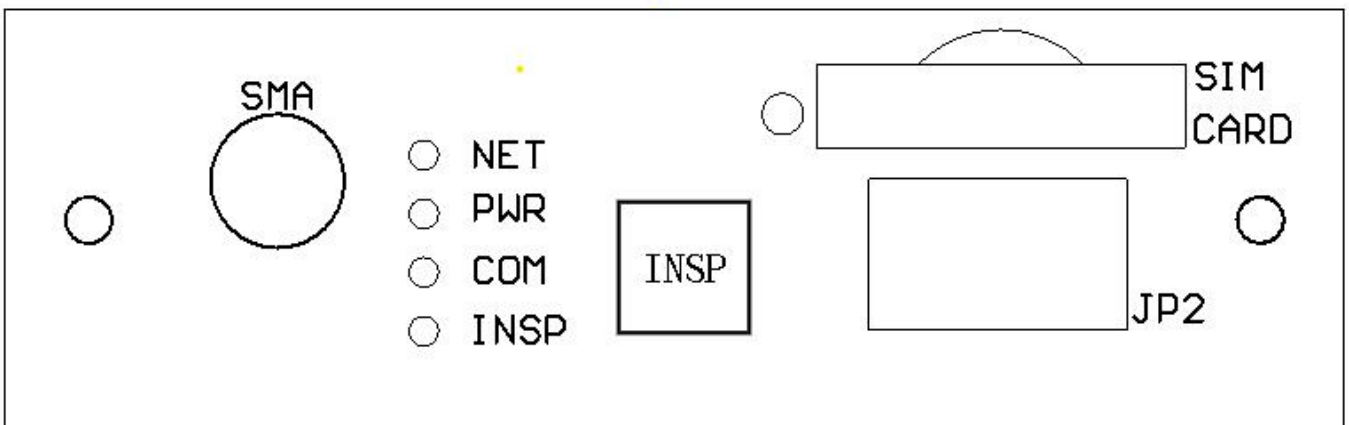 SMA
NET
PWR
COM
INSP
INSP
SIM
CARD
JP2